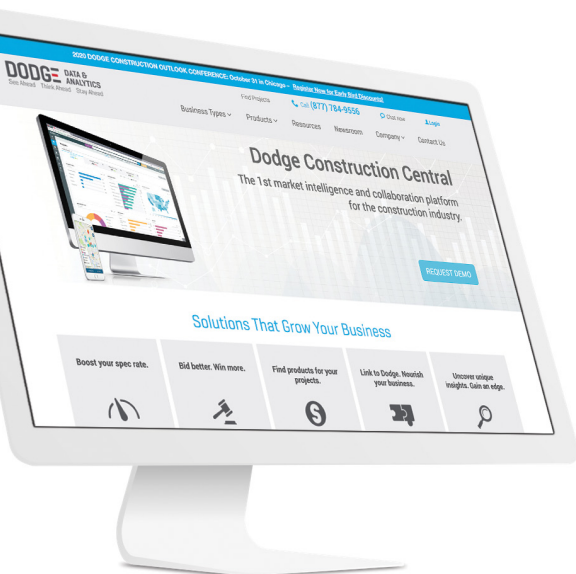 2020 DODGE CONSTRUCTION OUTLOOK CONFERENCE: October 31 in Chicago – Register Now for Early Bird Discounts!
DODGE DATA & ANALYTICS
See Ahead Think Ahead Stay Ahead
Find Projects Call (877) 784-9556 Chat now Login
Business Types Products Resources Newsroom Company Contact Us
Dodge Construction Central
The 1st market intelligence and collaboration platform
for the construction industry.
REQUEST DEMO
Solutions That Grow Your Business
Boost your spec rate.
Bid better. Win more.
Find products for your
projects.
Link to Dodge. Nourish
your business.
Uncover unique
insights. Gain an edge.